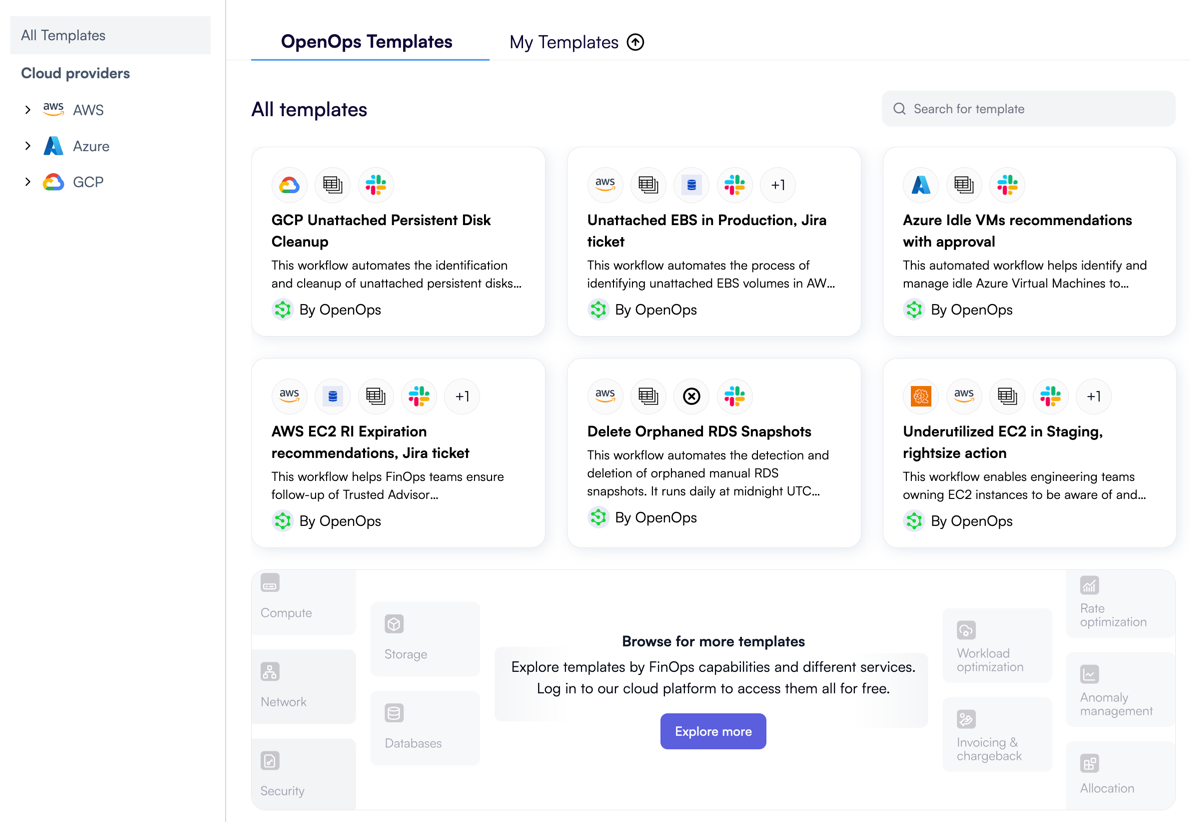 All Templates
Cloud providers
aws AWS
Azure
GCP
OpenOps Templates
My Templates
All templates
Search for template
GCP Unattached Persistent Disk
Cleanup
This workflow automates the identification
and cleanup of unattached persistent disks...
By OpenOps
aws
+1
Unattached EBS in Production, Jira
ticket
This workflow automates the process of
identifying unattached EBS volumes in AW...
By OpenOps
Azure Idle VMs recommendations
with approval
This automated workflow helps identify and
manage idle Azure Virtual Machines to...
By OpenOps
aws
+1
AWS EC2 RI Expiration
recommendations, Jira ticket
This workflow helps FinOps teams ensure
follow-up of Trusted Advisor...
By OpenOps
aws
Delete Orphaned RDS Snapshots
This workflow automates the detection and
deletion of orphaned manual RDS
snapshots. It runs daily at midnight UTC...
By OpenOps
aws
+1
Underutilized EC2 in Staging,
rightsize action
This workflow enables engineering teams
owning EC2 instances to be aware of and...
By OpenOps
Compute
Network
Security
Storage
Databases
Browse for more templates
Explore templates by FinOps capabilities and different services.
Log in to our cloud platform to access them all for free.
Explore more
Workload
optimization
Invoicing &
chargeback
Rate
optimization
Anomaly
management
Allocation